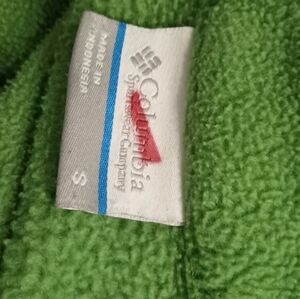 Columbia
Sportswear Company
MADE IN
INDONESIA
S